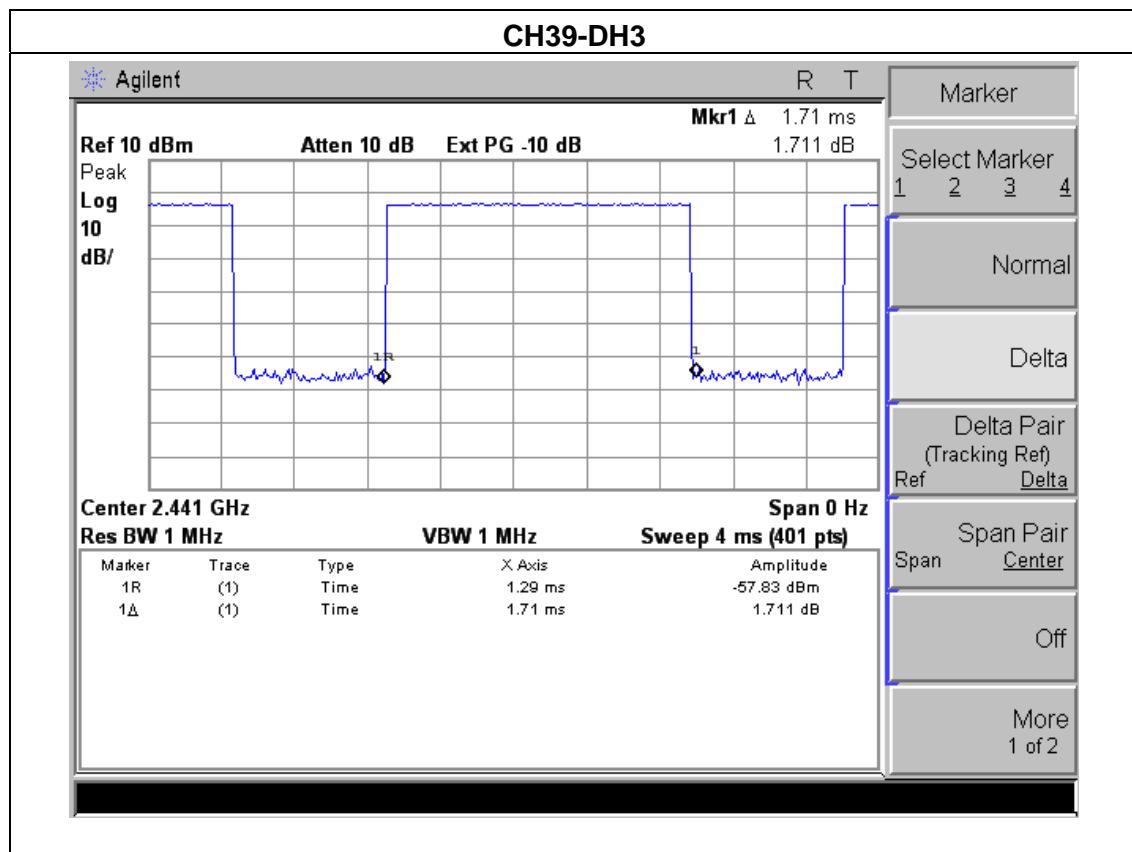 CH39-DH3
Agilent R T
Mkr1 Δ 1.71 ms
Ref 10 dBm Atten 10 dB Ext PG -10 dB 1.711 dB
Peak
Log
10
dB/
1R
1
Center 2.441 GHz Span 0 Hz
Res BW 1 MHz VBW 1 MHz Sweep 4 ms (401 pts)
Marker Trace Type X Axis Amplitude
1R (1) Time 1.29 ms -57.83 dBm
1Δ (1) Time 1.71 ms 1.711 dB
Marker
Select Marker
1 2 3 4
Normal
Delta
Delta Pair
(Tracking Ref)
Ref Delta
Span Pair
Span Center
Off
More
1 of 2